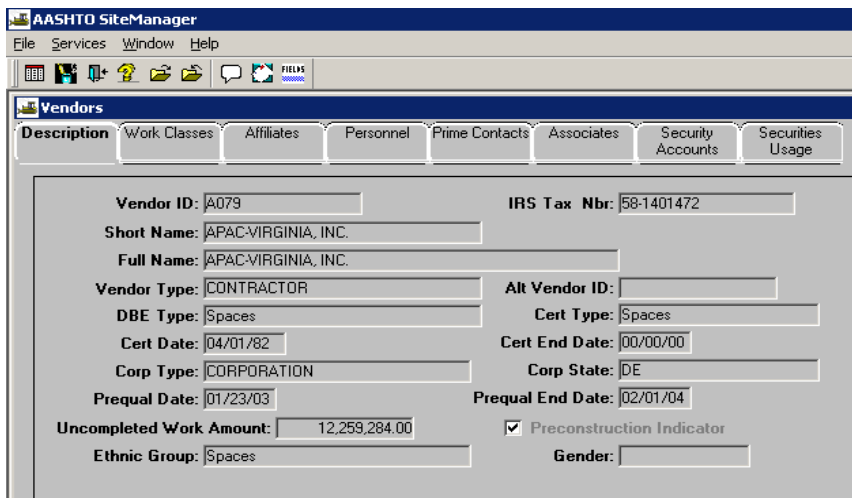 AASHTO SiteManager
File Services Window Help
FIELDS
Vendors
Description Work Classes Affiliates Personnel Prime Contacts Associates Security Accounts Securities Usage
Vendor ID: A079 IRS Tax Nbr: 58-1401472
Short Name: APAC-VIRGINIA, INC.
Full Name: APAC-VIRGINIA, INC.
Vendor Type: CONTRACTOR Alt Vendor ID:
DBE Type: Spaces Cert Type: Spaces
Cert Date: 04/01/82 Cert End Date: 00/00/00
Corp Type: CORPORATION Corp State: DE
Prequal Date: 01/23/03 Prequal End Date: 02/01/04
Uncompleted Work Amount: 12,259,284.00 Preconstruction Indicator
Ethnic Group: Spaces Gender: